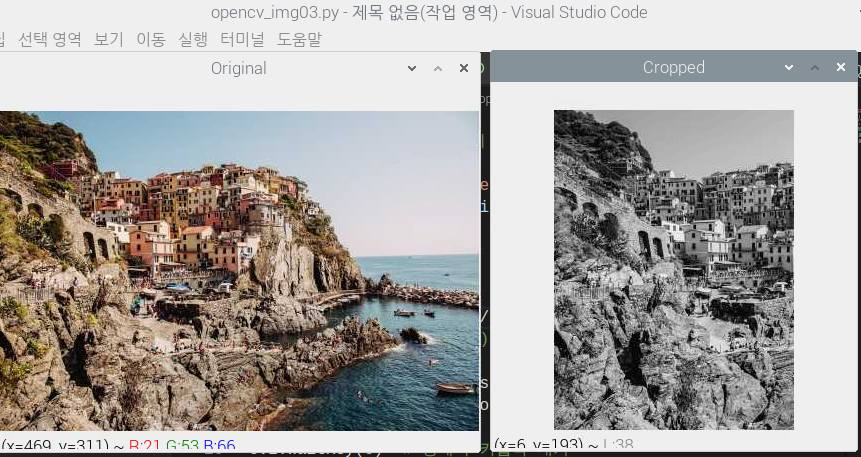 opencv_img03.py - 제목 없음(작업 영역) - Visual Studio Code
선택 영역 보기 이동 실행 터미널 도움말
Original
Cropped
(x=469, y=311) ~ R:21 G:53 B:66
(x=6, y=193) ~ L:38